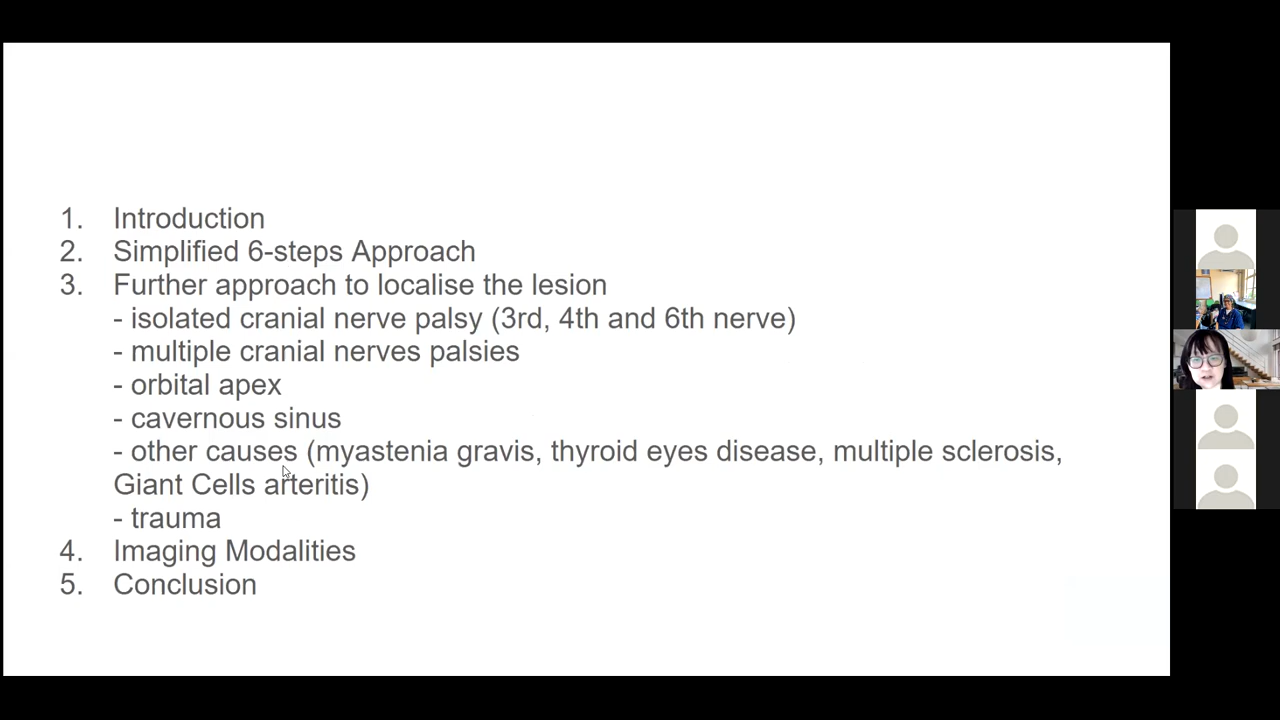 1. Introduction
2. Simplified 6-steps Approach
3. Further approach to localise the lesion
- isolated cranial nerve palsy (3rd, 4th and 6th nerve)
- multiple cranial nerves palsies
- orbital apex
- cavernous sinus
- other causes (myastenia gravis, thyroid eyes disease, multiple sclerosis,
Giant Cells arteritis)
- trauma
4. Imaging Modalities
5. Conclusion